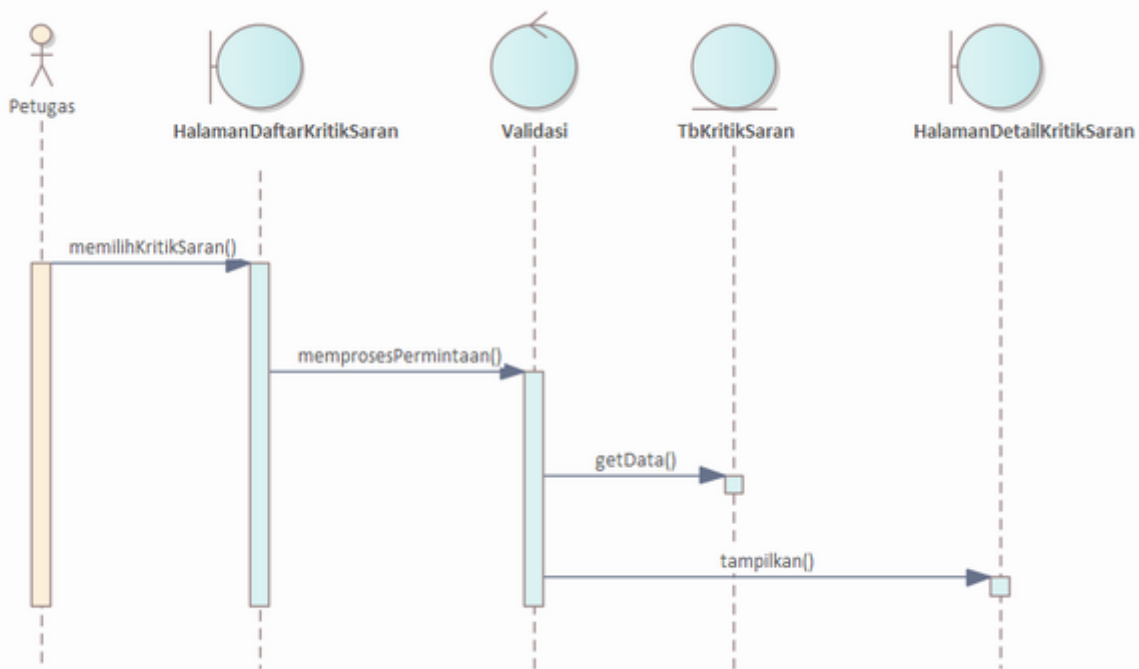 Petugas
HalamanDaftarKritikSaran
Validasi
TbKritikSaran
HalamanDetailKritikSaran
memilihKritikSaran()
memprosesPermintaan()
getData()
tampilkan()